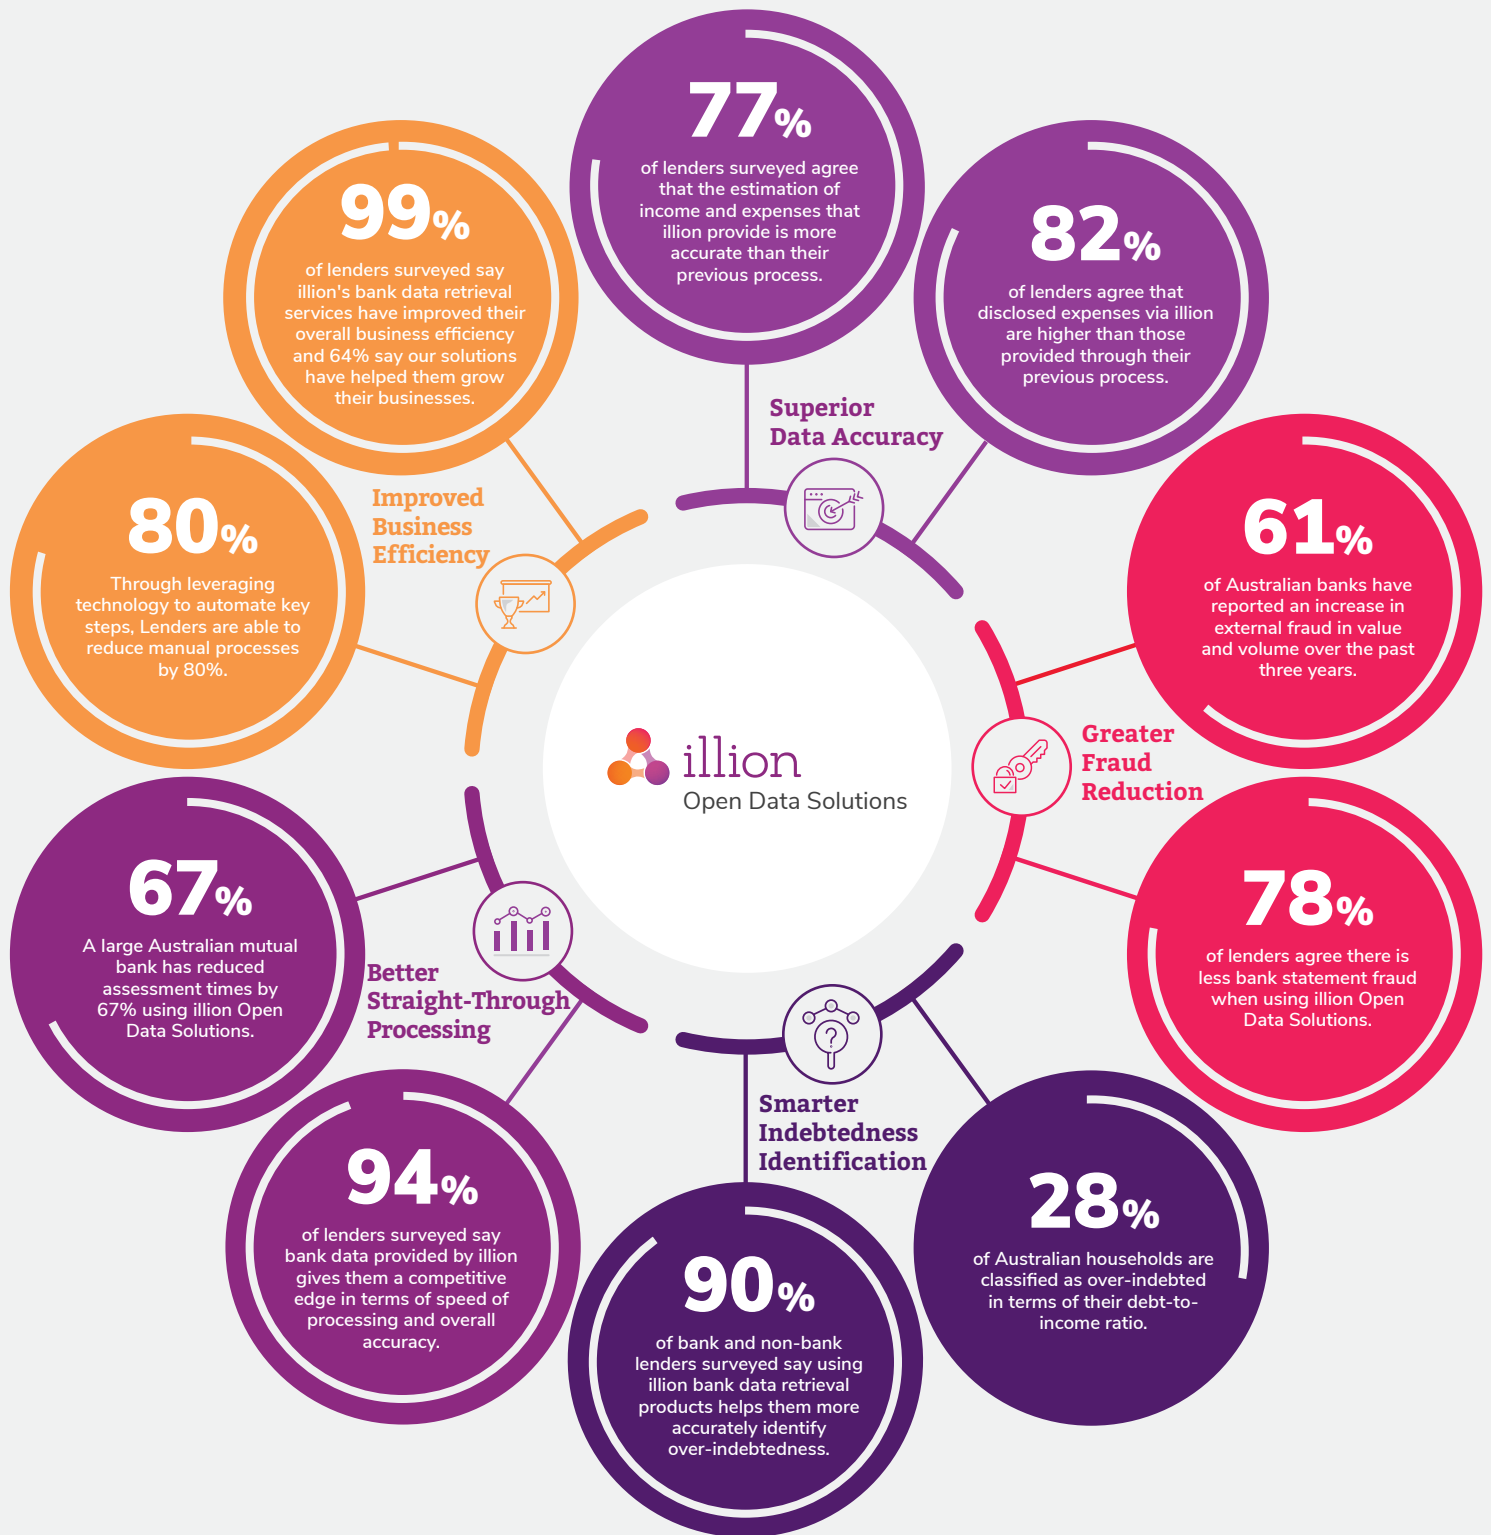 77%
of lenders surveyed agree
that the estimation of
income and expenses that
illion provide is more
accurate than their
previous process.
82%
of lenders agree that
disclosed expenses via illion
are higher than those
provided through their
previous process.
Superior
Data Accuracy
61%
of Australian banks have
reported an increase in
external fraud in value
and volume over the past
three years.
78%
of lenders agree there is
less bank statement fraud
when using illion Open
Data Solutions.
Greater
Fraud
Reduction
28%
of Australian households are
classified as over-indebted
in terms of their debt-to-
income ratio.
90%
of bank and non-bank
lenders surveyed say using
illion bank data retrieval
products helps them more
accurately identify
over-indebtedness.
Smarter
Indebtedness
Identification
94%
of lenders surveyed say
bank data provided by illion
gives them a competitive
edge in terms of speed of
processing and overall
accuracy.
67%
A large Australian mutual
bank has reduced
assessment times by
67% using illion Open
Data Solutions.
Better
Straight-Through
Processing
80%
Through leveraging
technology to automate key
steps, Lenders are able to
reduce manual processes
by 80%.
99%
of lenders surveyed say
illion's bank data retrieval
services have improved their
overall business efficiency
and 64% say our solutions
have helped them grow
their businesses.
Improved
Business
Efficiency
illion
Open Data Solutions
?